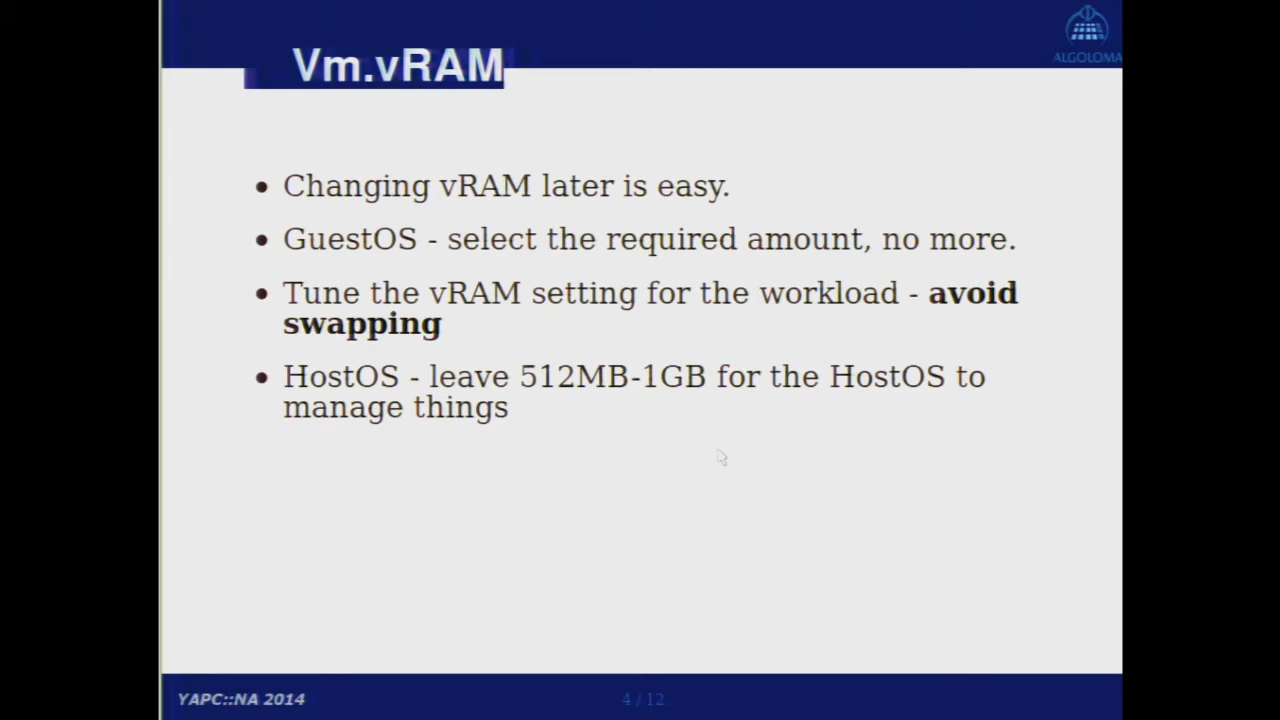 Vm.vRAM
ALGOLOMA
• Changing vRAM later is easy.
• GuestOS - select the required amount, no more.
• Tune the vRAM setting for the workload - avoid
swapping
• HostOS - leave 512MB-1GB for the HostOS to
manage things
YAPC::NA 2014
4 / 12